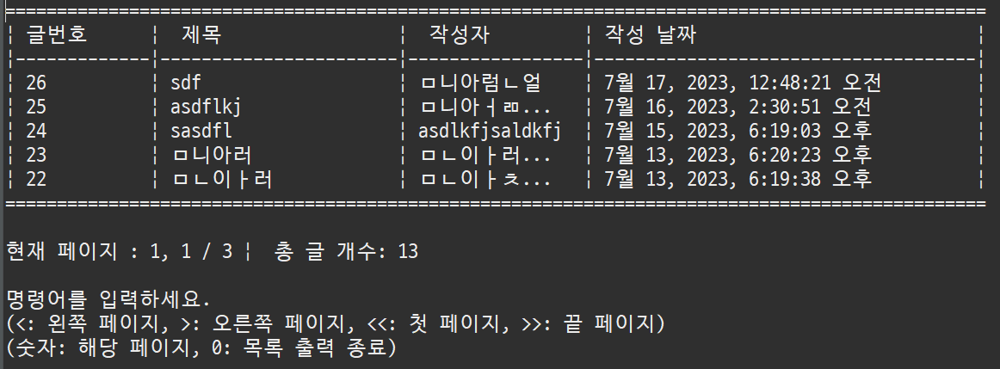 ==============================================================================================
¦ 글번호 ¦ 제목 ¦ 작성자 ¦ 작성 날짜 ¦
¦-------------¦-----------------------¦-----------------¦-------------------------------------¦
¦ 26 ¦ sdf ¦ ㅁ니아럼ㄴ얼 ¦ 7월 17, 2023, 12:48:21 오전 ¦
¦ 25 ¦ asdflkj ¦ ㅁ니아ㅓㄻ... ¦ 7월 16, 2023, 2:30:51 오전 ¦
¦ 24 ¦ sasdfl ¦ asdlkfjsaldkfj ¦ 7월 15, 2023, 6:19:03 오후 ¦
¦ 23 ¦ ㅁ니아러 ¦ ㅁㄴ이ㅏ러... ¦ 7월 13, 2023, 6:20:23 오후 ¦
¦ 22 ¦ ㅁㄴ이ㅏ러 ¦ ㅁㄴ이ㅏㅊ... ¦ 7월 13, 2023, 6:19:38 오후 ¦
==============================================================================================
현재 페이지 : 1, 1 / 3 ¦ 총 글 개수: 13
명령어를 입력하세요.
(<: 왼쪽 페이지, >: 오른쪽 페이지, <<: 첫 페이지, >>: 끝 페이지)
(숫자: 해당 페이지, 0: 목록 출력 종료)